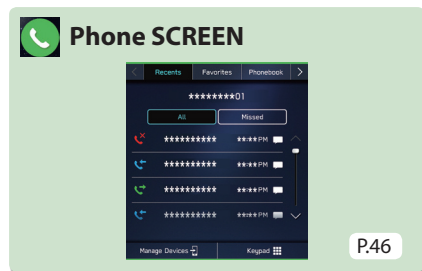 Phone SCREEN
Recents Favorites Phonebook
********01
All Missed
********** **:**PM
********** **:**PM
********** **:**PM
********** **:**PM
Manage Devices Keypad
P.46